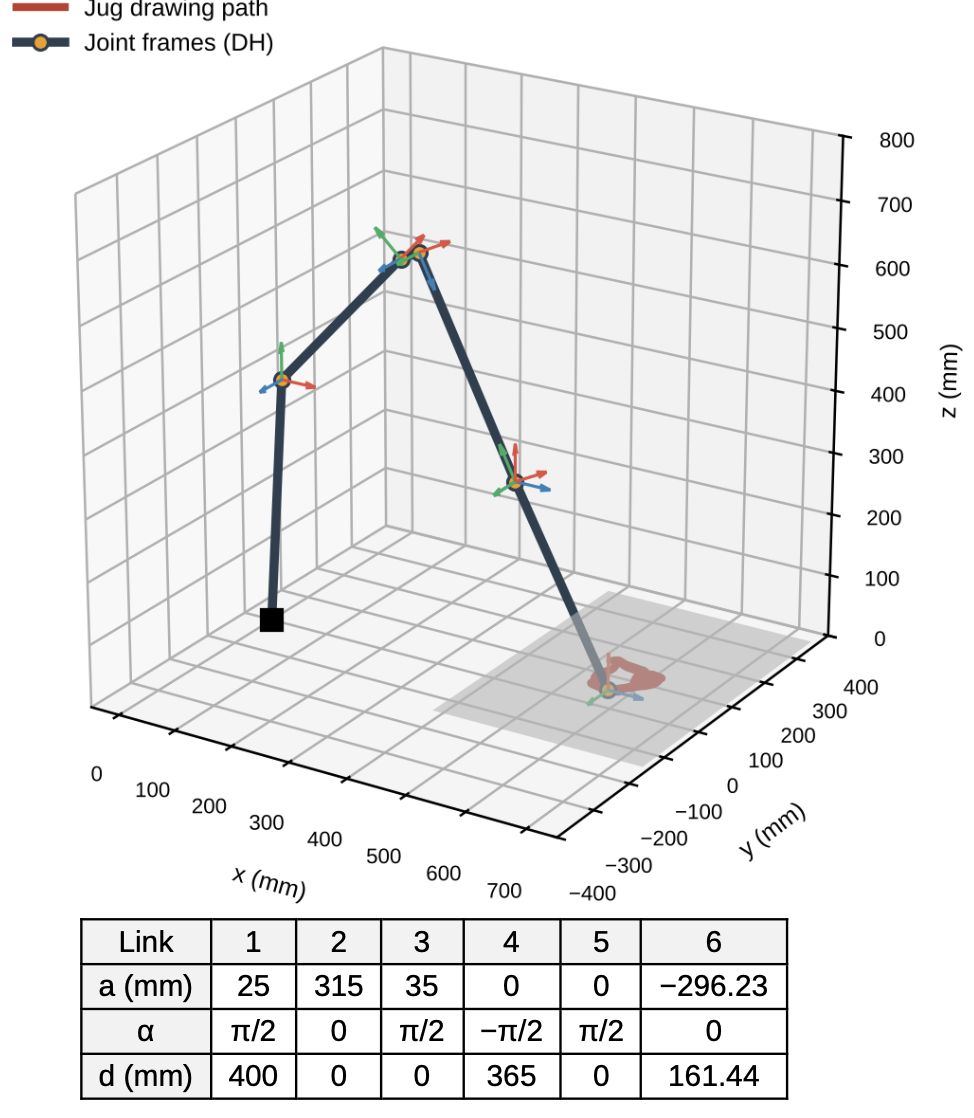 Jug drawing path
Joint frames (DH)
800
700
600
500
400
300
200
100
0
z (mm)
400
300
200
100
0
−100
−200
−300
−400
y (mm)
0
100
200
300
400
500
600
700
x (mm)
Link 1 2 3 4 5 6
a (mm) 25 315 35 0 0 −296.23
α π/2 0 π/2 −π/2 π/2 0
d (mm) 400 0 0 365 0 161.44